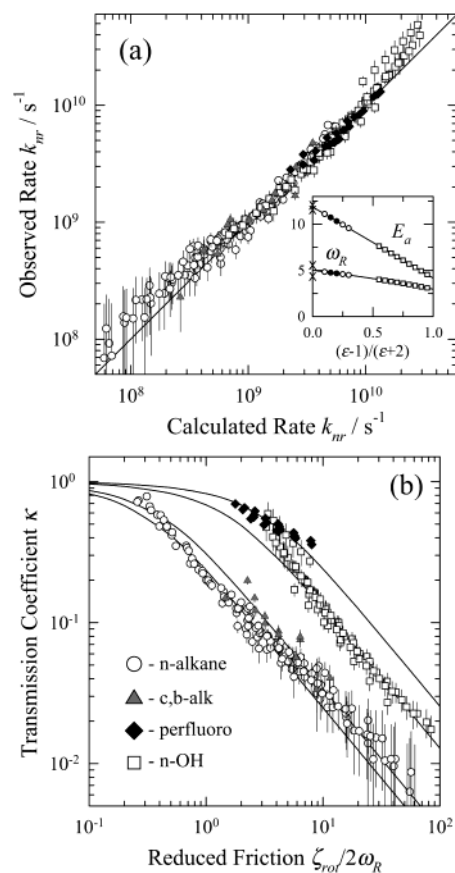 (a)
Observed Rate k_nr / s⁻¹
10¹⁰
10⁹
10⁸
10
5
0
E_a
ω_R
0.0 0.5 1.0
(ε-1)/(ε+2)
10⁸ 10⁹ 10¹⁰
Calculated Rate k_nr / s⁻¹
(b)
Transmission Coefficient κ
10⁰
10⁻¹
10⁻²
- n-alkane
- c,b-alk
- perfluoro
- n-OH
10⁻¹ 10⁰ 10¹ 10²
Reduced Friction ζ_rot/2ω_R